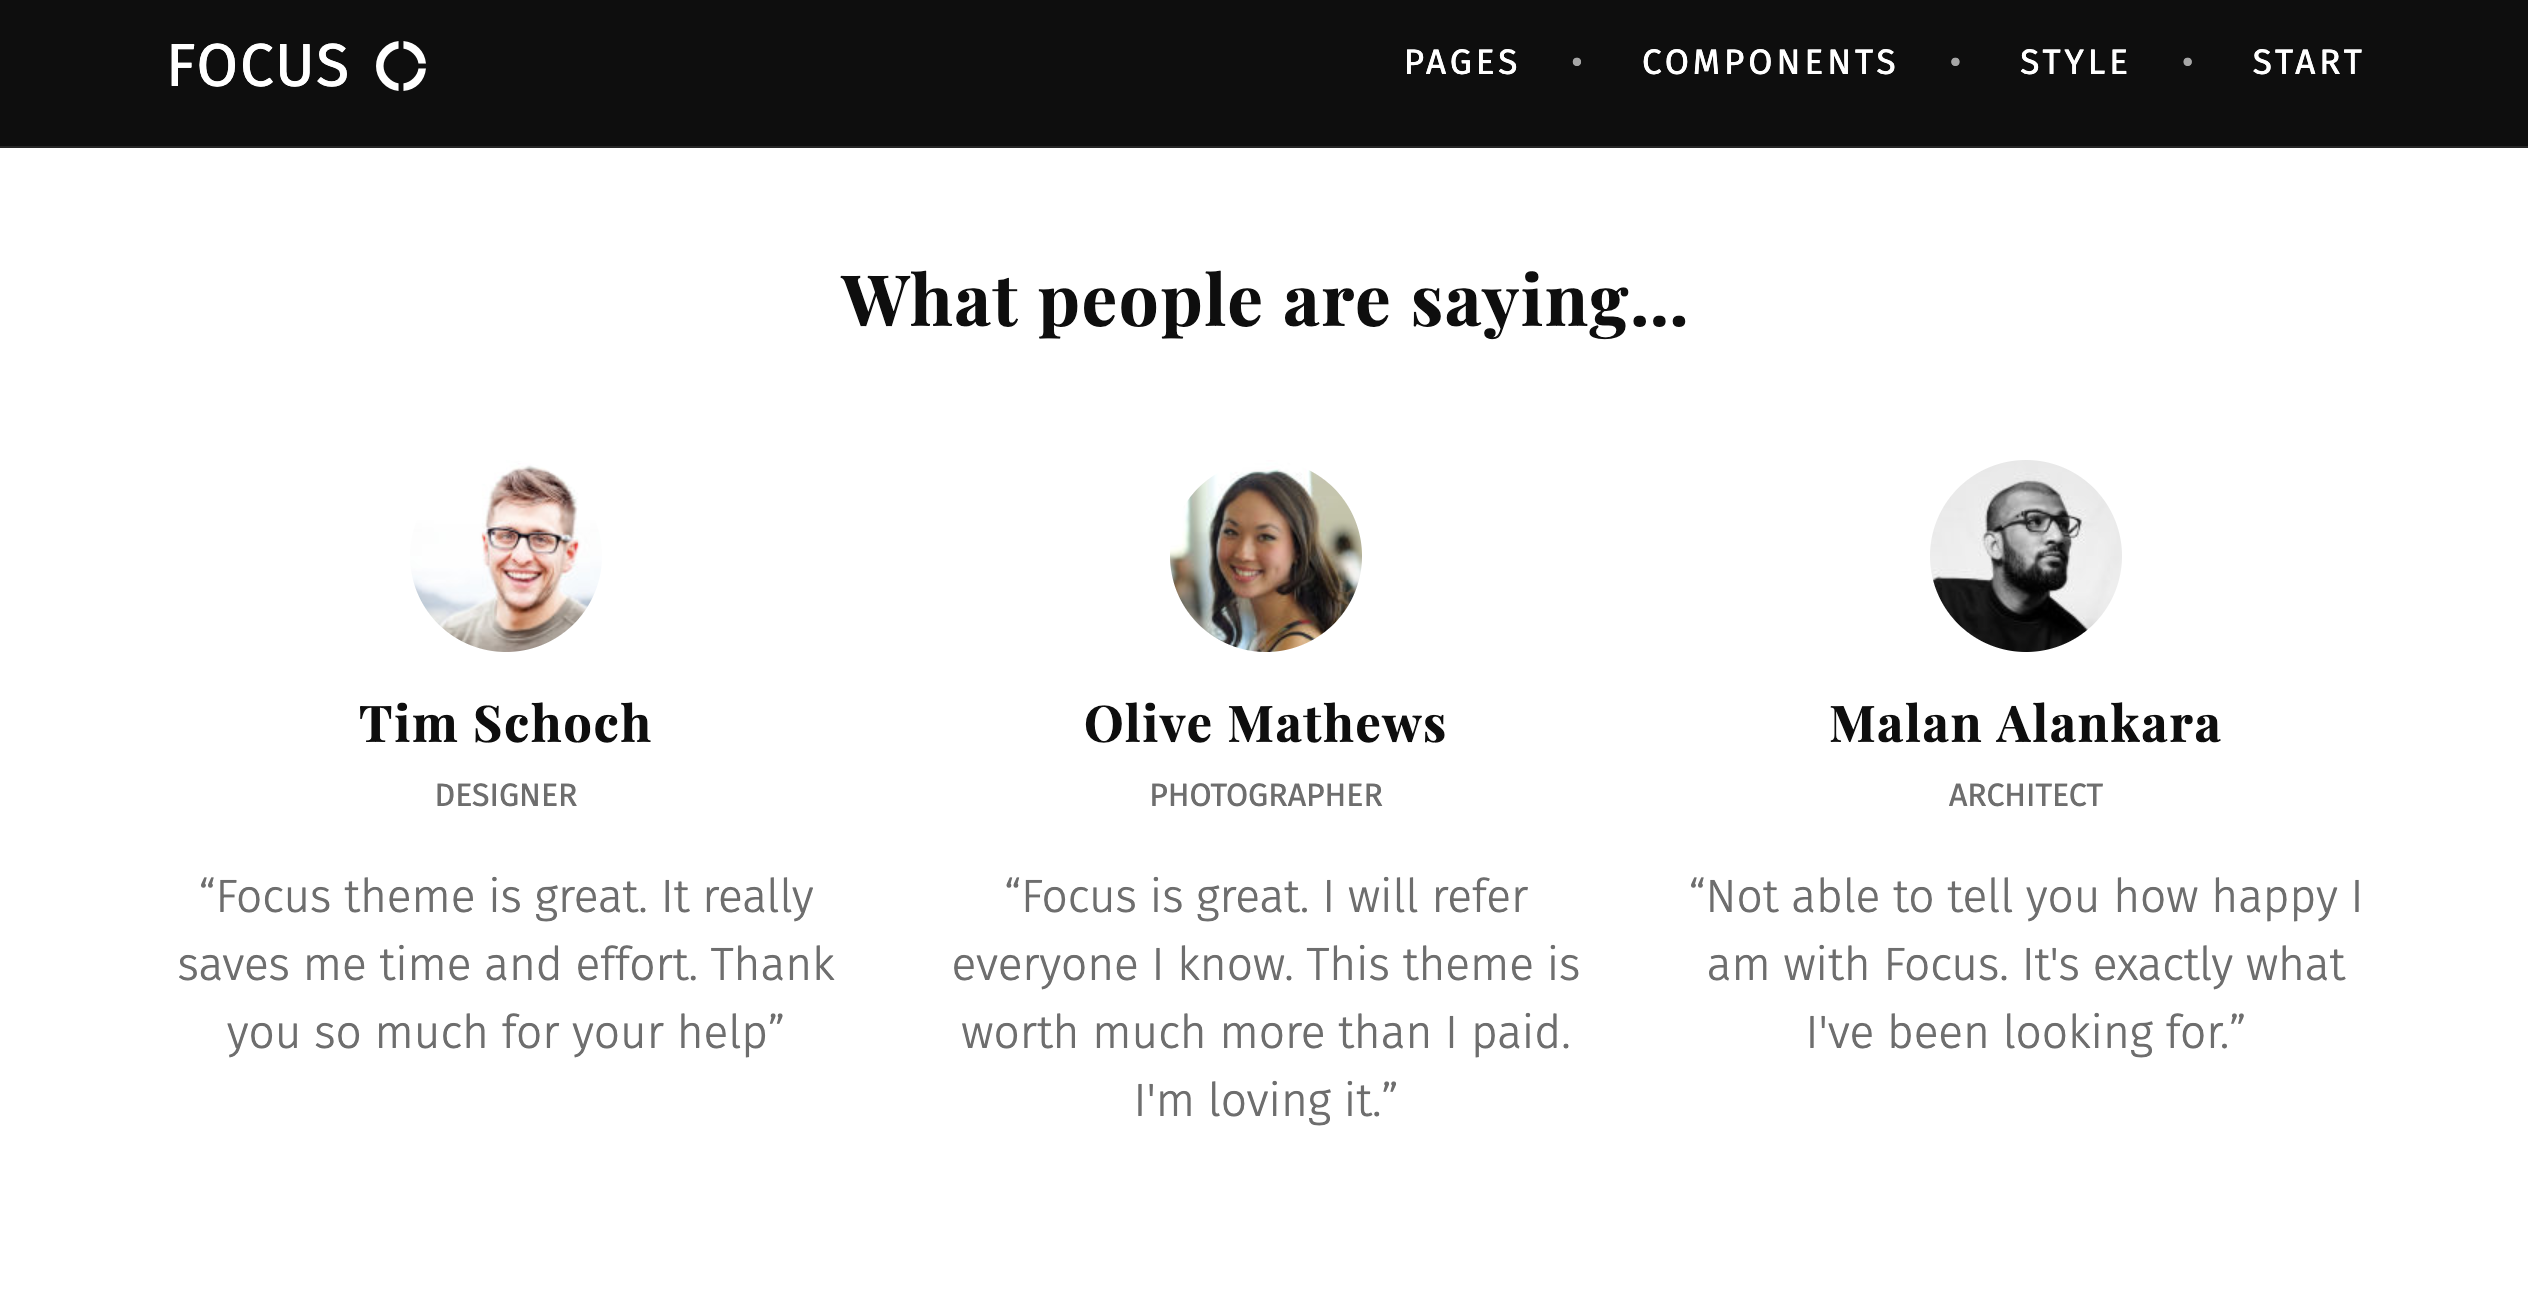 FOCUS
PAGES • COMPONENTS • STYLE • START
What people are saying...
Tim Schoch
DESIGNER
“Focus theme is great. It really
saves me time and effort. Thank
you so much for your help”
Olive Mathews
PHOTOGRAPHER
“Focus is great. I will refer
everyone I know. This theme is
worth much more than I paid.
I'm loving it.”
Malan Alankara
ARCHITECT
“Not able to tell you how happy I
am with Focus. It's exactly what
I've been looking for.”